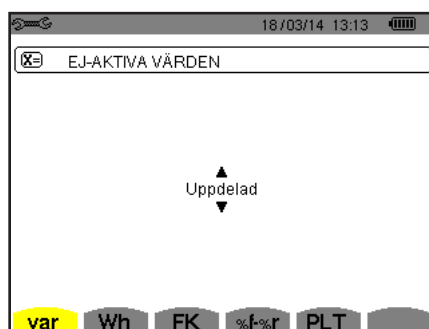 18/03/14 13:13
X= EJ-AKTIVA VÄRDEN
Uppdelad
var Wh FK %f-%r PLT